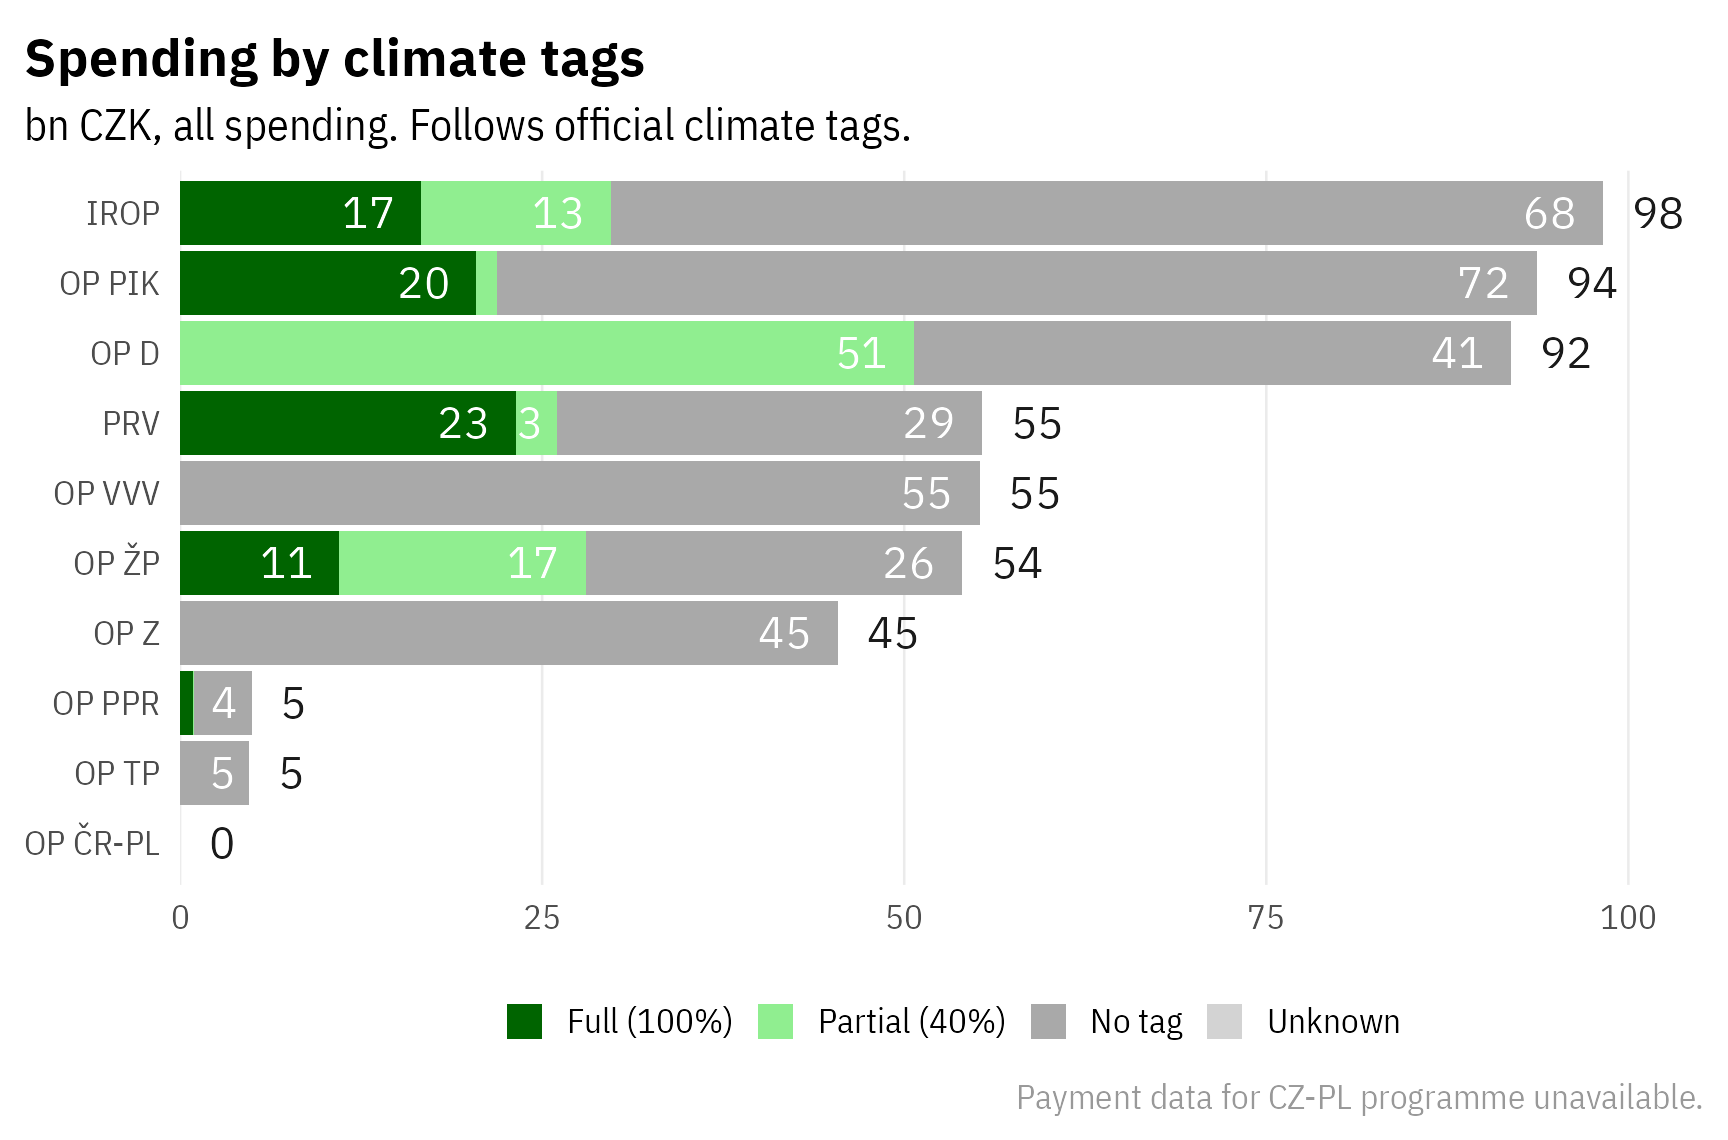 Spending by climate tags
bn CZK, all spending. Follows official climate tags.
IROP 17 13 68 98
OP PIK 20 72 94
OP D 51 41 92
PRV 23 3 29 55
OP VVV 55 55
OP ŽP 11 17 26 54
OP Z 45 45
OP PPR 4 5
OP TP 5 5
OP ČR-PL 0
0 25 50 75 100
Full (100%) Partial (40%) No tag Unknown
Payment data for CZ-PL programme unavailable.